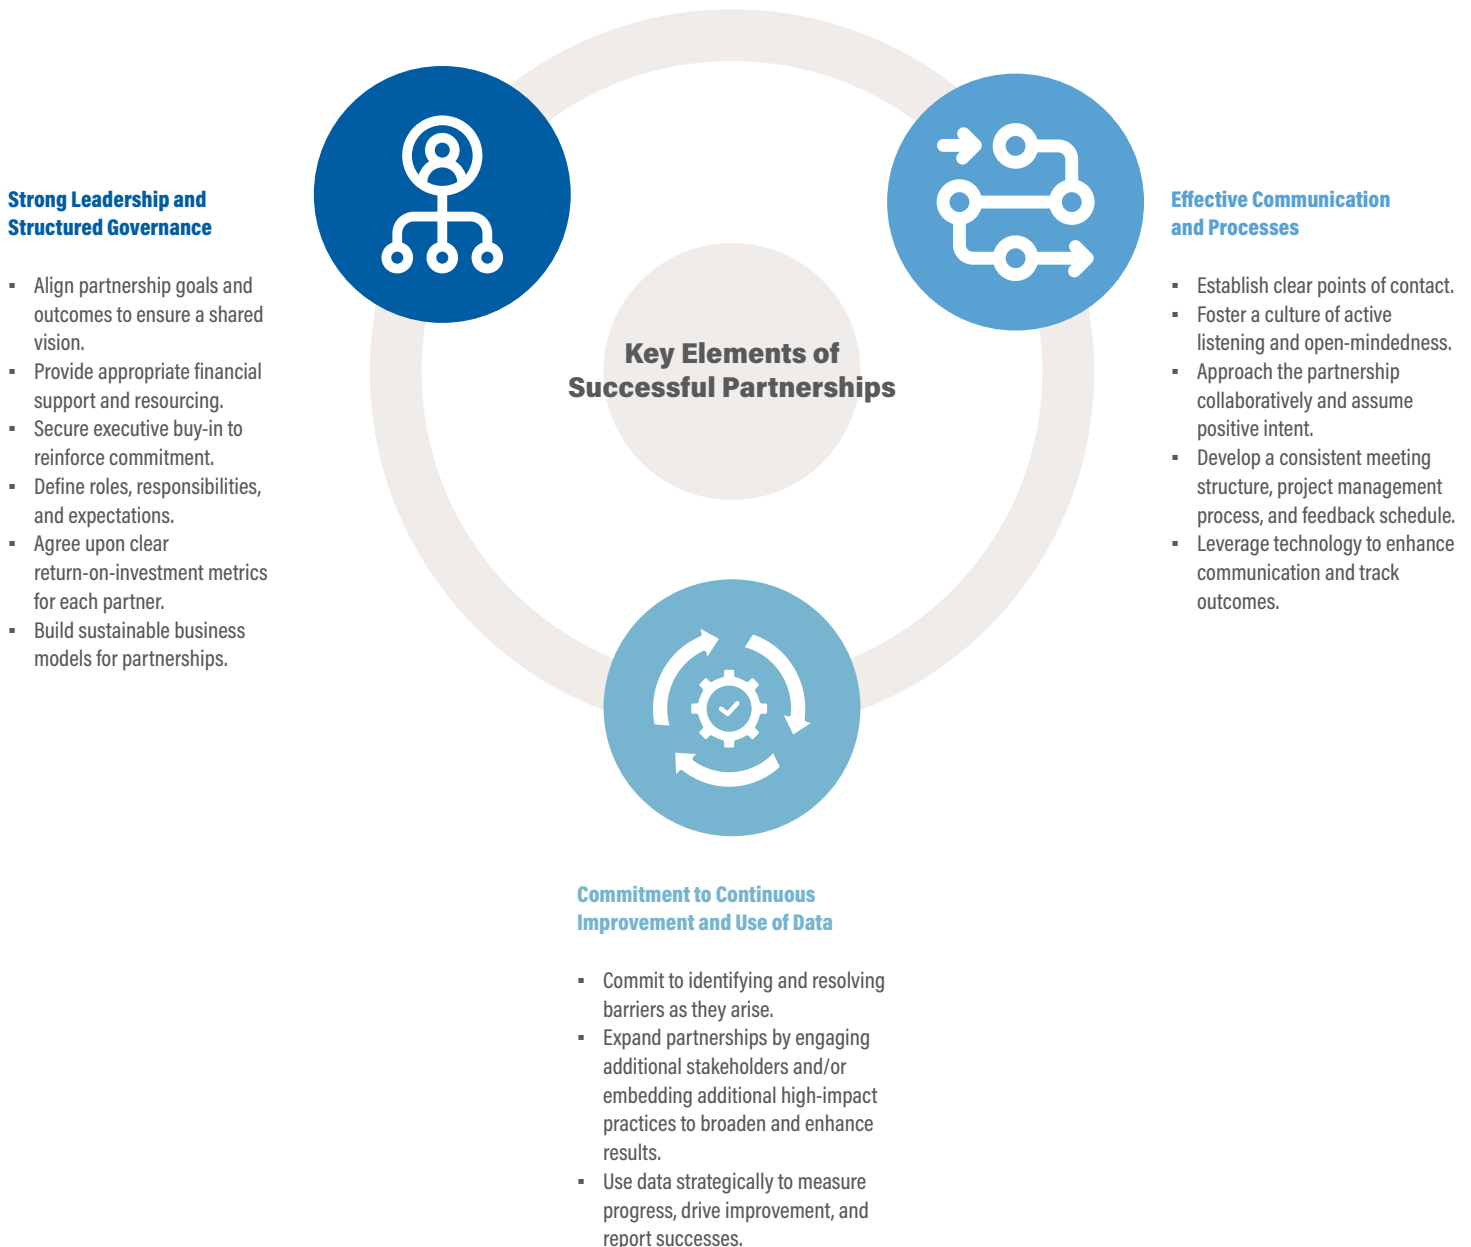 Key Elements of
Successful Partnerships
Strong Leadership and
Structured Governance
▪ Align partnership goals and
outcomes to ensure a shared
vision.
▪ Provide appropriate financial
support and resourcing.
▪ Secure executive buy-in to
reinforce commitment.
▪ Define roles, responsibilities,
and expectations.
▪ Agree upon clear
return-on-investment metrics
for each partner.
▪ Build sustainable business
models for partnerships.
Effective Communication
and Processes
▪ Establish clear points of contact.
▪ Foster a culture of active
listening and open-mindedness.
▪ Approach the partnership
collaboratively and assume
positive intent.
▪ Develop a consistent meeting
structure, project management
process, and feedback schedule.
▪ Leverage technology to enhance
communication and track
outcomes.
Commitment to Continuous
Improvement and Use of Data
▪ Commit to identifying and resolving
barriers as they arise.
▪ Expand partnerships by engaging
additional stakeholders and/or
embedding additional high-impact
practices to broaden and enhance
results.
▪ Use data strategically to measure
progress, drive improvement, and
report successes.